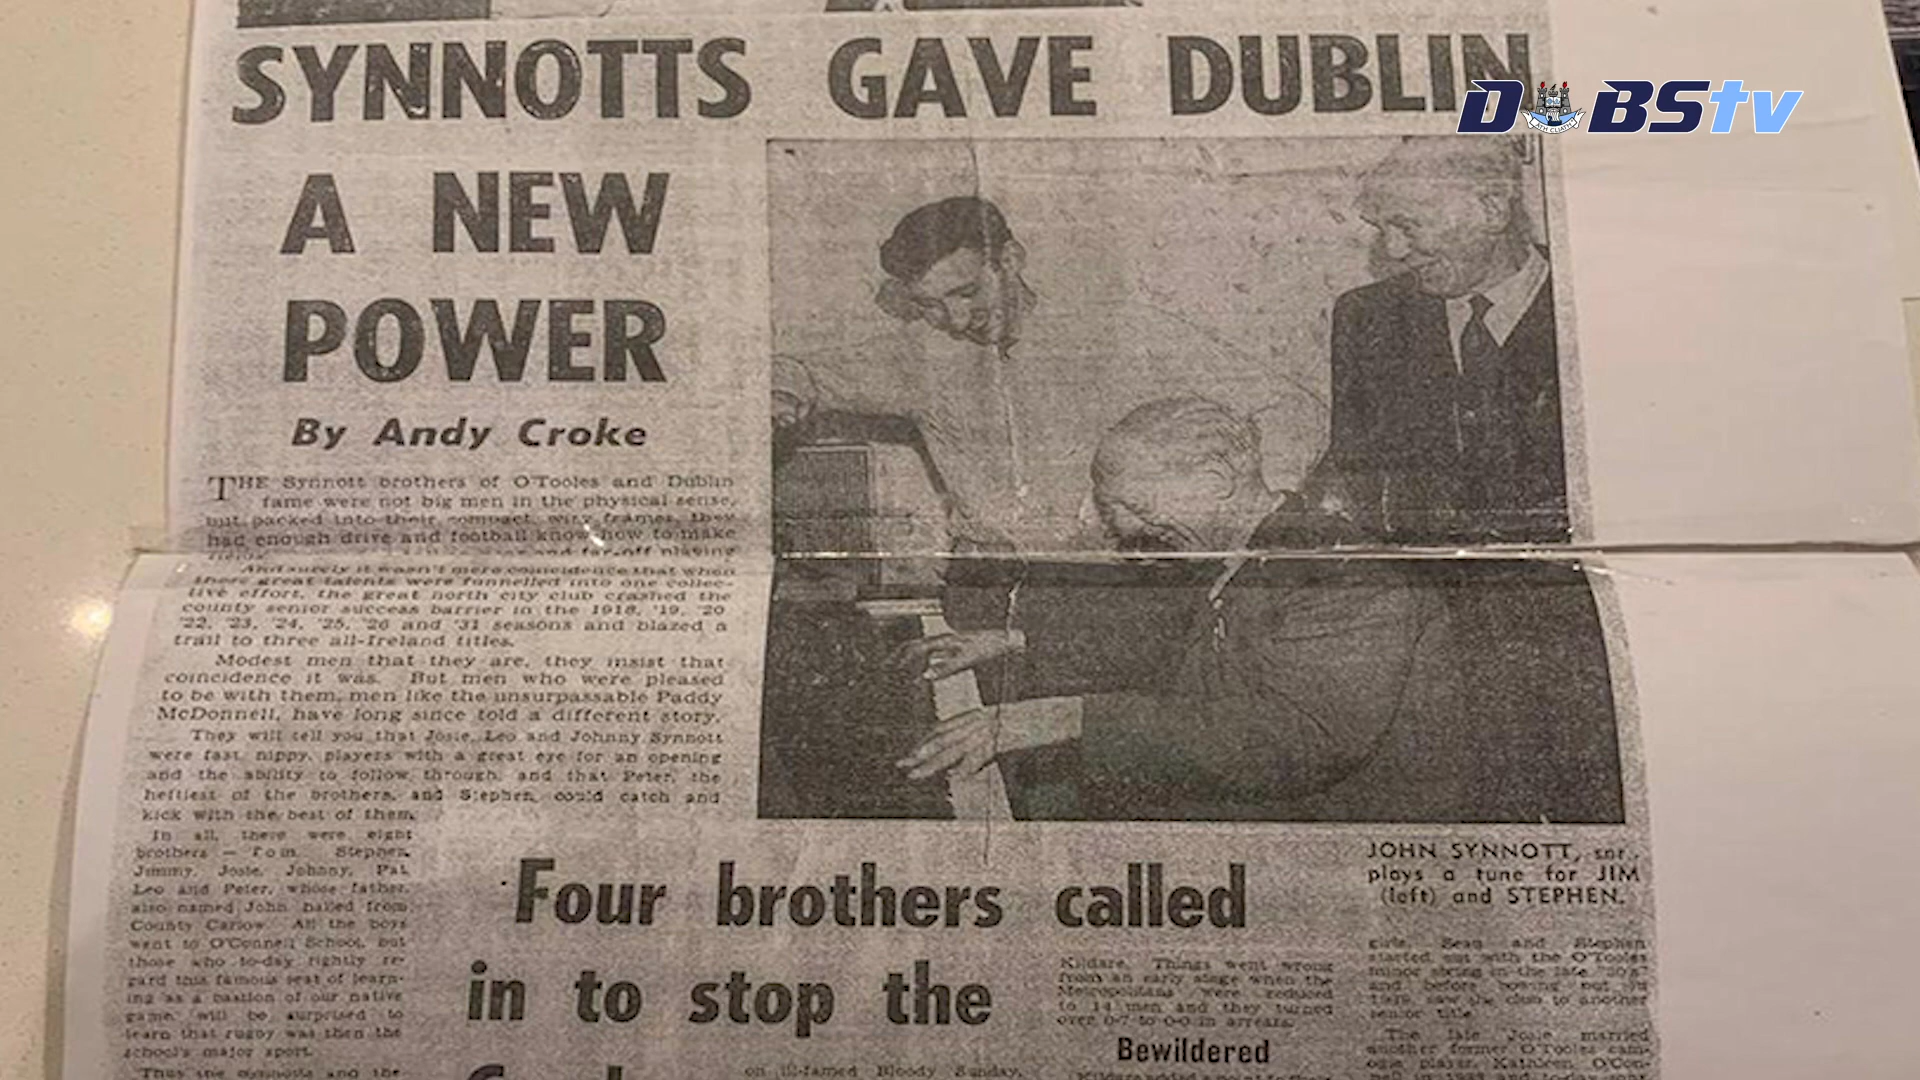 SYNNOTTS GAVE DUBLIN
DUBStv
A NEW
POWER
By Andy Croke
THE Synnott brothers of O'Tooles and Dublin
fame were not big men in the physical sense,
but packed into their compact, wiry frames, they
had enough drive and football know how to make
and far-off playing
And surely it wasn't mere coincidence that when
these great talents were funnelled into one collec-
tive effort, the great north city club crashed the
county senior success barrier in the 1918, '19, '20
'22, '23, '24, '25, '26 and '31 seasons and blazed a
trail to three all-Ireland titles.
Modest men that they are, they insist that
coincidence it was. But men who were pleased
to be with them, men like the unsurpassable Paddy
McDonnell, have long since told a different story.
They will tell you that Josie, Leo and Johnny Synnott
were fast, nippy, players with a great eye for an opening
and the ability to follow through, and that Peter, the
heftiest of the brothers, and Stephen, could catch and
kick with the best of them.
In all, there were eight
brothers — Tom, Stephen,
Jimmy, Josie, Johnny, Pat,
Leo and Peter, whose father,
also named John hailed from
County Carlow. All the boys
went to O'Connell School, but
those who to-day rightly re-
gard this famous seat of learn-
ing as a bastion of our native
game, will be surprised to
learn that rugby was then the
school's major sport.
Thus the Synnotts and the
JOHN SYNNOTT, snr.,
plays a tune for JIM
(left) and STEPHEN.
Four brothers called
in to stop the
on ill-famed Bloody Sunday,
Kildare. Things went wrong
from an early stage when the
Metropolitans were reduced
to 14 men and they turned
over 0-7 to 0-0 in arrears.
Bewildered
Kildare added a point to their
girls. Sean and Stephen
started out with the O'Tooles
minor string in the late
and before bowing out in
saw the club to another
senior title.
The late Josie married
another former O'Tooles cam-
ogie player, Kathleen O'Con-